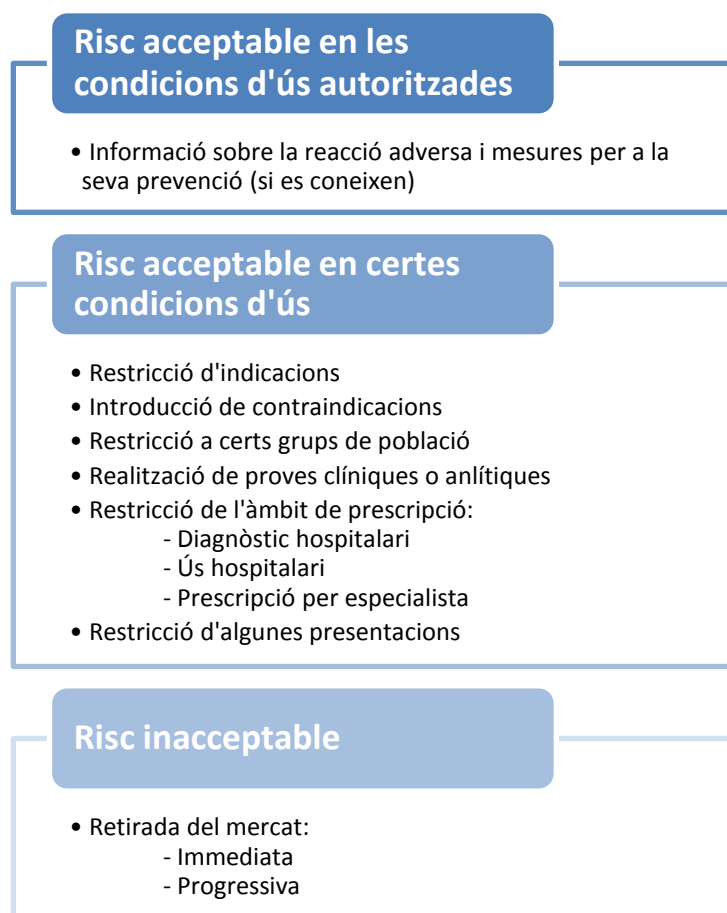 Risc acceptable en les
condicions d'ús autoritzades
• Informació sobre la reacció adversa i mesures per a la
seva prevenció (si es coneixen)
Risc acceptable en certes
condicions d'ús
• Restricció d'indicacions
• Introducció de contraindicacions
• Restricció a certs grups de població
• Realització de proves clíniques o anlítiques
• Restricció de l'àmbit de prescripció:
- Diagnòstic hospitalari
- Ús hospitalari
- Prescripció per especialista
• Restricció d'algunes presentacions
Risc inacceptable
• Retirada del mercat:
- Immediata
- Progressiva